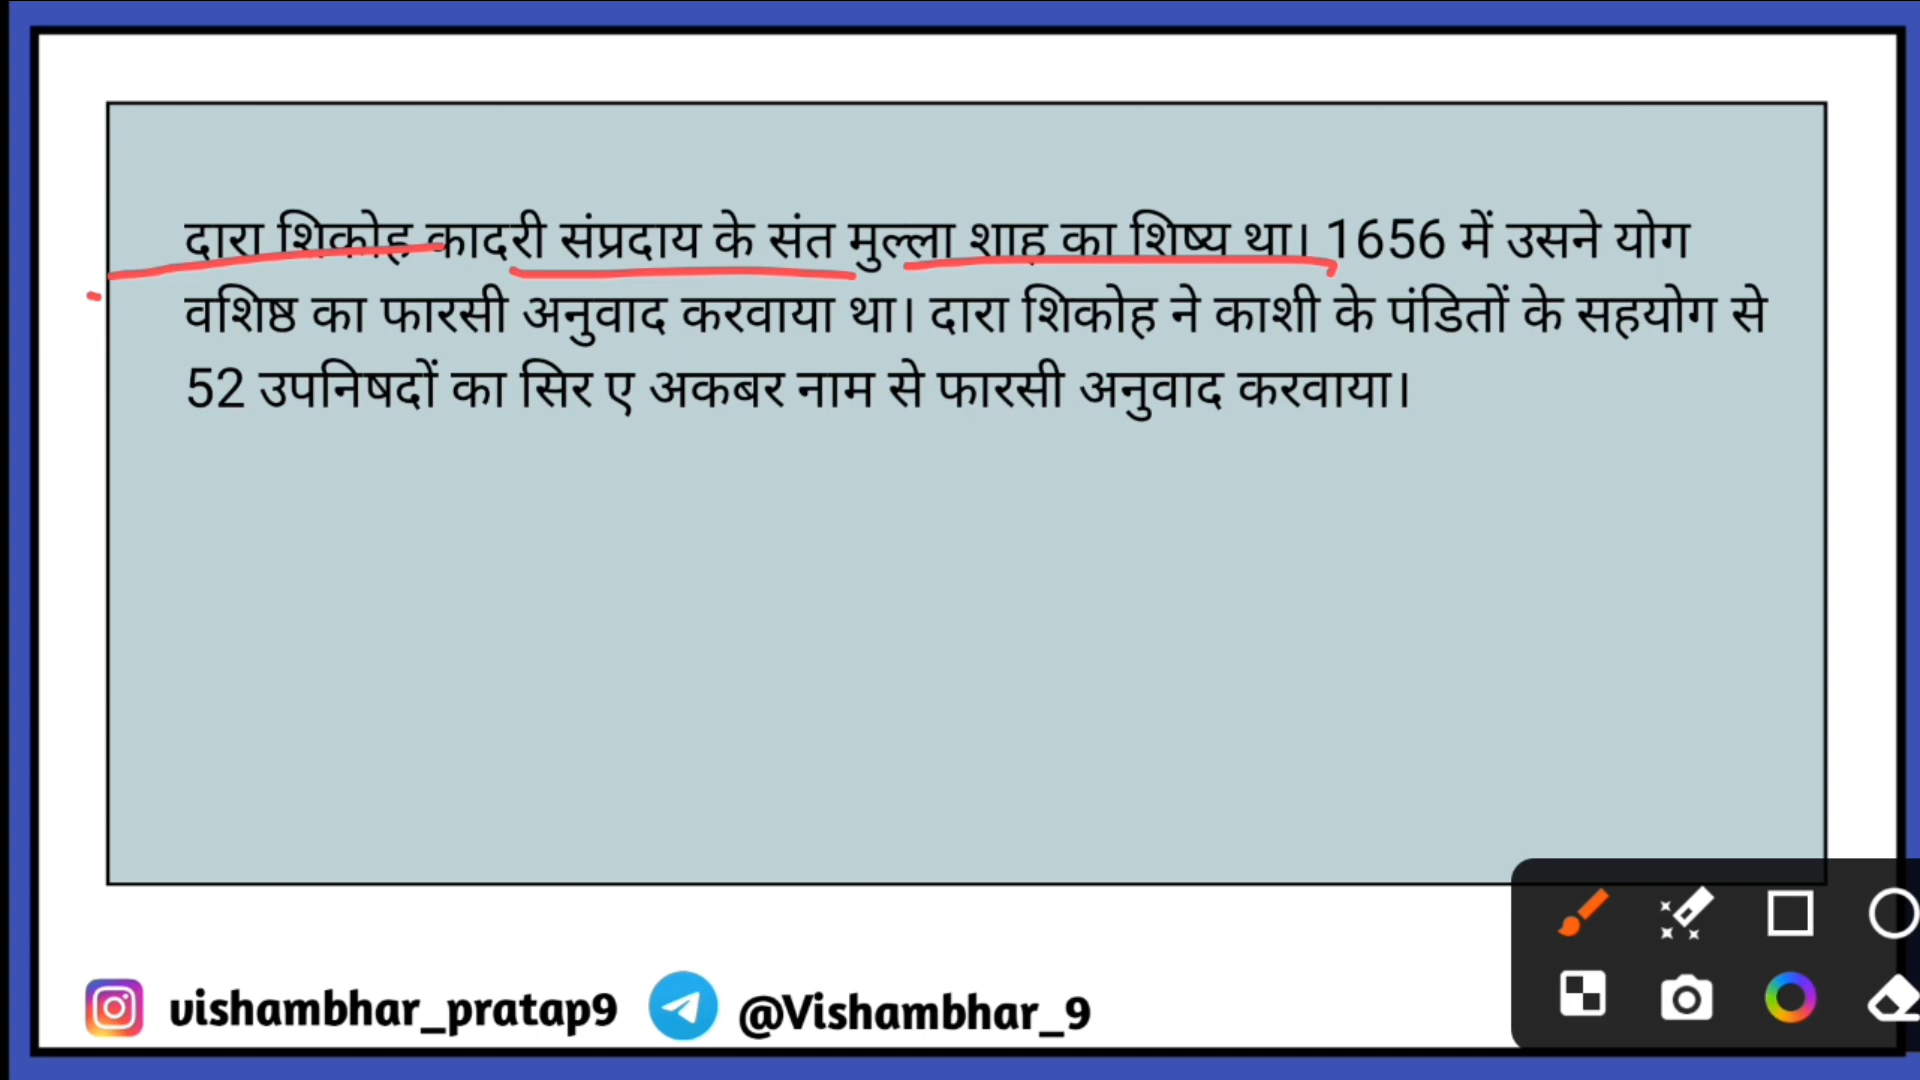 दारा शिकोह कादरी संप्रदाय के संत मुल्ला शाह का शिष्य था। 1656 में उसने योग
वशिष्ठ का फारसी अनुवाद करवाया था। दारा शिकोह ने काशी के पंडितों के सहयोग से
52 उपनिषदों का सिर ए अकबर नाम से फारसी अनुवाद करवाया।
vishambhar_pratap9 @Vishambhar_9